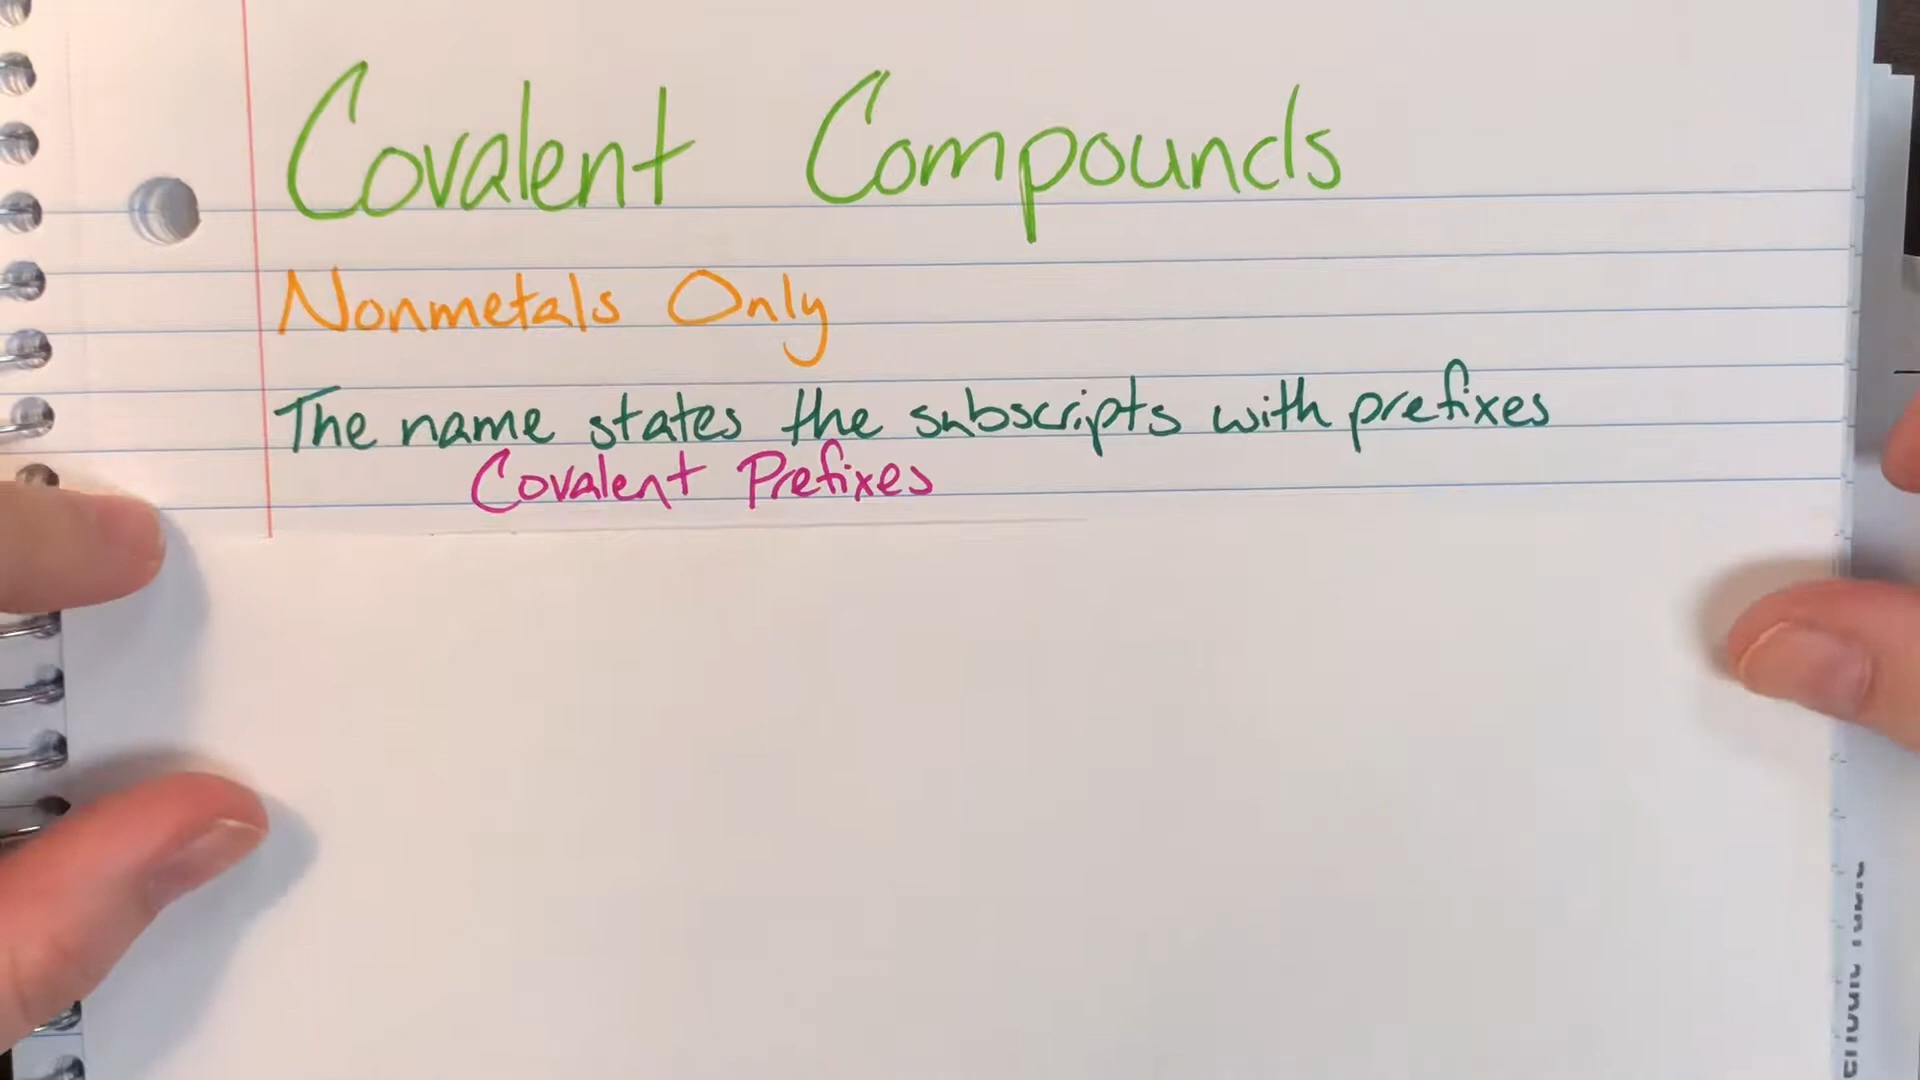 Covalent Compounds
Nonmetals Only
The name states the subscripts with prefixes
Covalent Prefixes